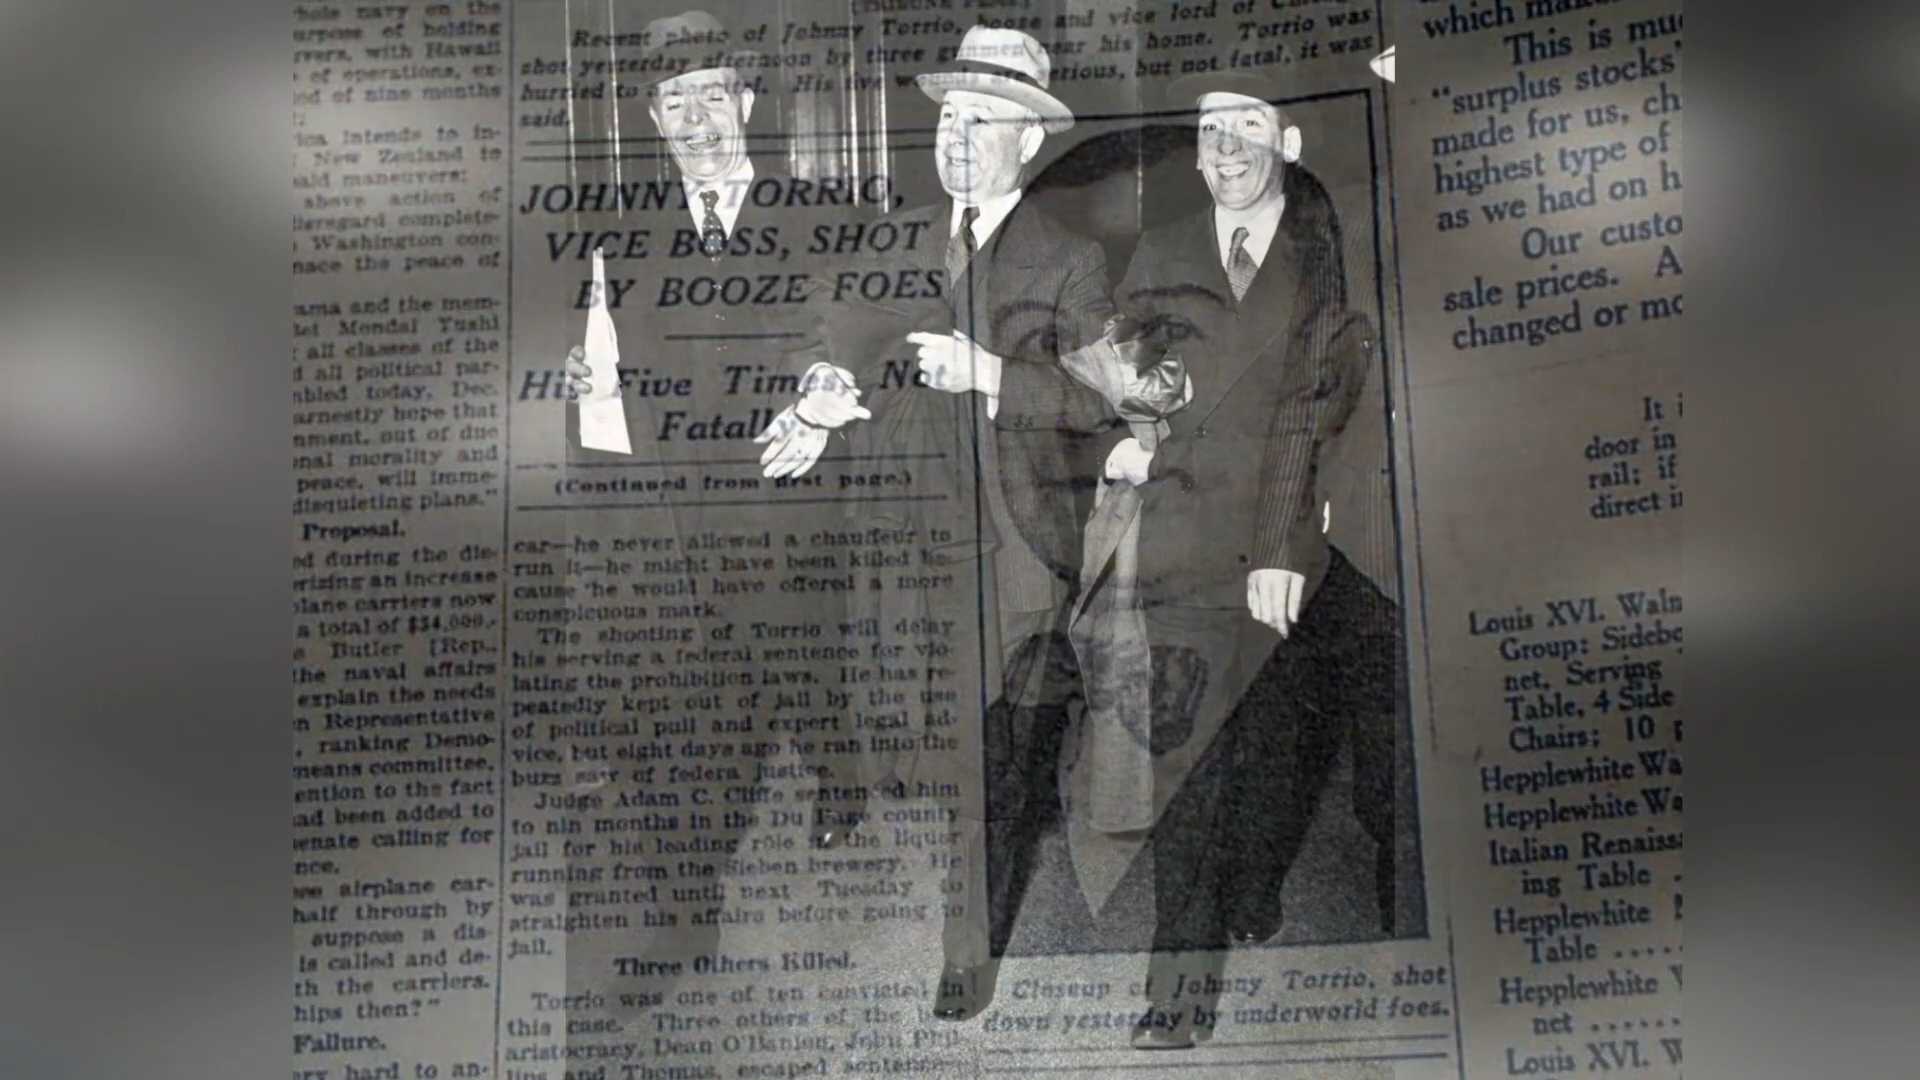 whole navy on the
purpose of holding
rvers, with Hawaii
of operations, ex-
ed of nine months
ica intends to in-
New Zealand to
said maneuvers;
above action of
disregard complete-
Washington con-
nace the peace of
ama and the mem-
Mondai Yushi
all classes of the
d all political par-
mbled today, Dec.
arnestly hope that
nment, out of due
onal morality and
peace, will imme-
disquieting plans."
Proposal.
ed during the die-
rizing an increase
plane carriers now
a total of $34,000,-
Butler [Rep.,
the naval affairs
explain the needs
n Representative
, ranking Demo-
means committee,
ention to the fact
ad been added to
senate calling for
nce.
airplane car-
half through by
suppose a dis-
is called and de-
th the carriers.
hips then?"
Failure.
ery hard to an-
Recent photo of Johnny Torrio, booze and vice lord of
shot yesterday afternoon by three gunmen near his home. Torrio was
hurried to a hospital. His five wounds are serious, but not fatal, it was
said.
JOHNNY TORRIO,
VICE BOSS, SHOT
BY BOOZE FOES
His Five Times, Not
Fatally.
(Continued from first page.)
car—he never allowed a chauffeur to
run it—he might have been killed be-
cause he would have offered a more
conspicuous mark.
The shooting of Torrio will delay
his serving a federal sentence for vio-
lating the prohibition laws. He has re-
peatedly kept out of jail by the use
of political pull and expert legal ad-
vice, but eight days ago he ran into the
buzz saw of federa justice.
Judge Adam C. Cliffe sentenced him
to nin months in the Du Page county
jail for his leading rôle in the liquor
running from the Sieben brewery. He
was granted until next Tuesday to
straighten his affairs before going to
jail.
Three Others Killed.
Torrio was one of ten convicted in
this case. Three others of the beer
aristocracy, Dean O'Banion, John Phil-
lips and Thomas, escaped sentence
Closeup of Johnny Torrio, shot
down yesterday by underworld foes.
which
This is mu
"surplus stocks"
made for us, ch
highest type of
as we had on h
Our custo
sale prices. A
changed or mo
It i
door in
rail; if
direct i
Louis XVI. Waln
Group: Sidebo
net, Serving
Table, 4 Side
Chairs; 10 p
Hepplewhite Wa
Hepplewhite Wa
Italian Renaiss
ing Table .
Hepplewhite
Table .....
Hepplewhite
net ......
Louis XVI. W